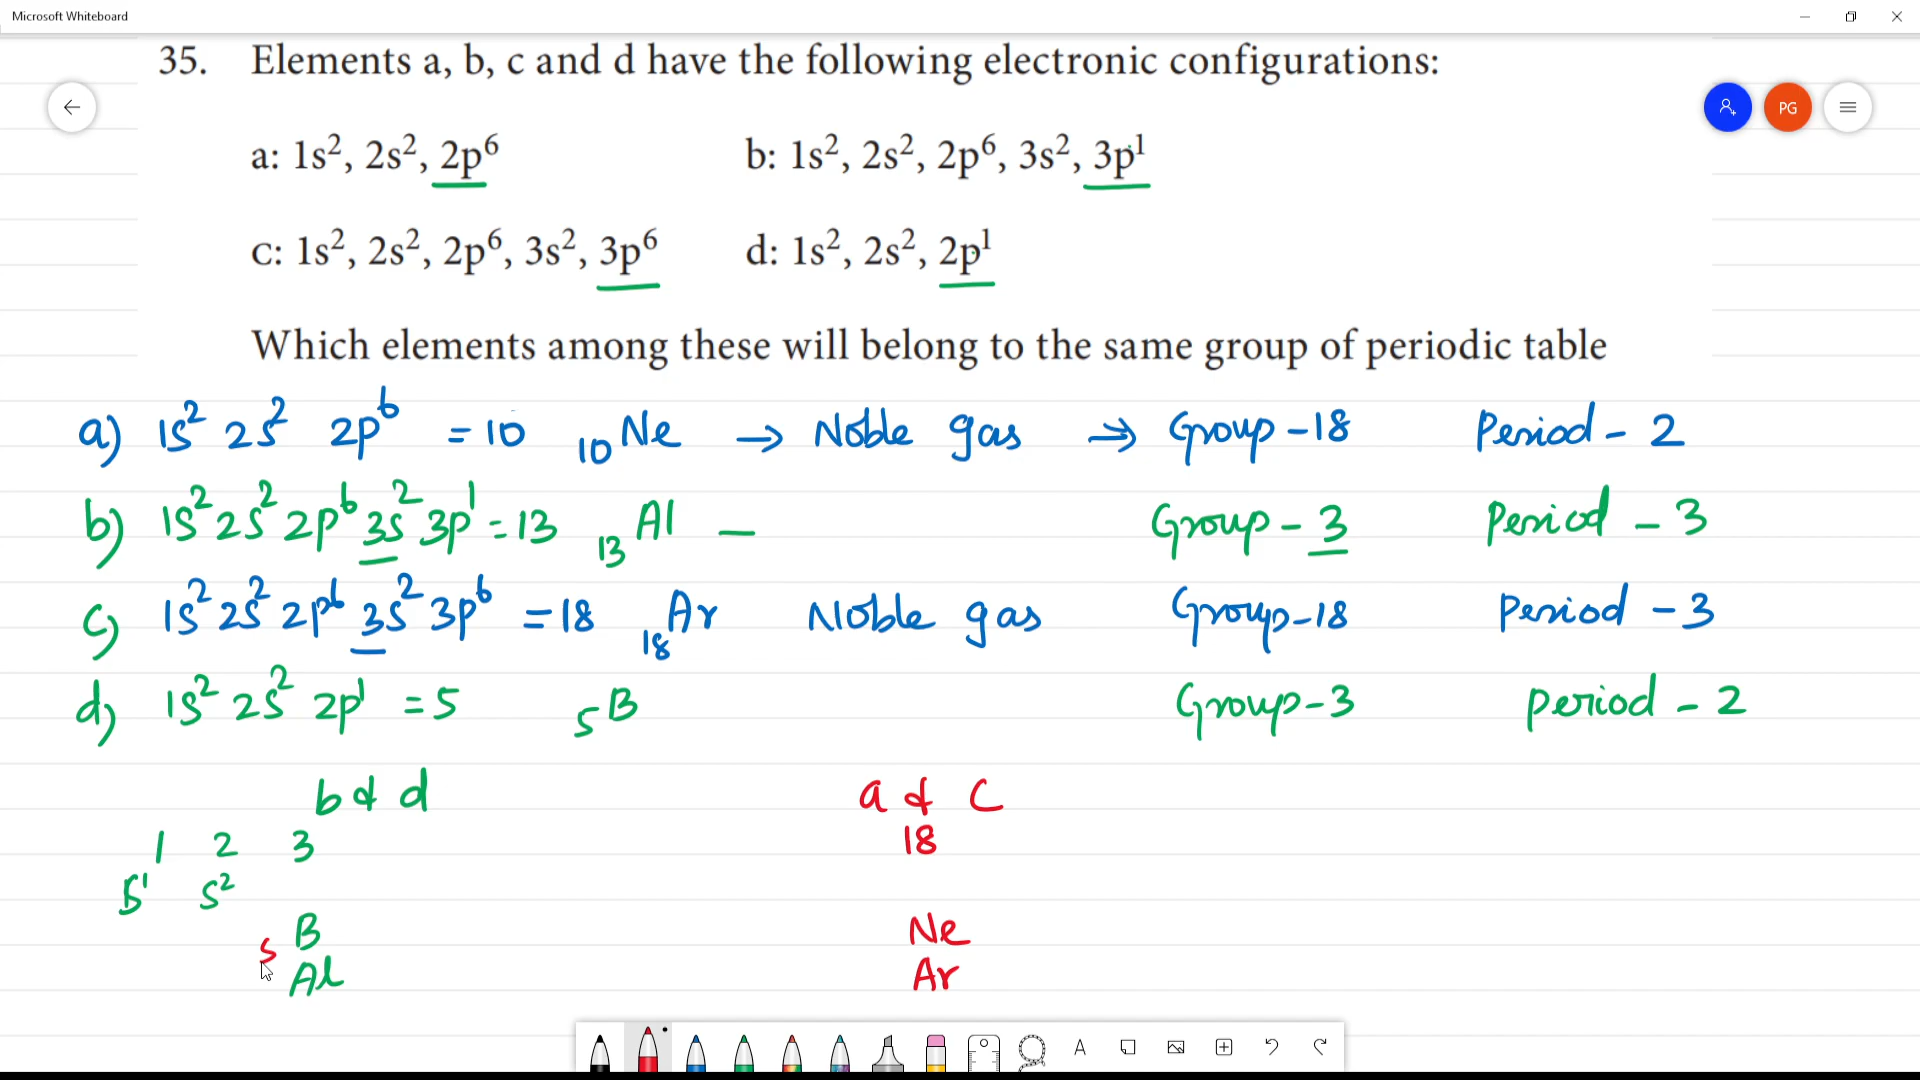 Microsoft Whiteboard
35. Elements a, b, c and d have the following electronic configurations:
PG
a: 1s², 2s², 2p⁶ b: 1s², 2s², 2p⁶, 3s², 3p¹
c: 1s², 2s², 2p⁶, 3s², 3p⁶ d: 1s², 2s², 2p¹
Which elements among these will belong to the same group of periodic table
a) 1s² 2s² 2p⁶ = 10 ₁₀Ne → Noble gas → Group - 18 Period - 2
b) 1s² 2s² 2p⁶ 3s² 3p¹ = 13 ₁₃Al — Group - 3 Period - 3
c) 1s² 2s² 2p⁶ 3s² 3p⁶ = 18 ₁₈Ar Noble gas Group - 18 Period - 3
d) 1s² 2s² 2p¹ = 5 ₅B Group - 3 period - 2
b & d a & c
1 2 3 18
s¹ s²
B Ne
5
Al Ar
A